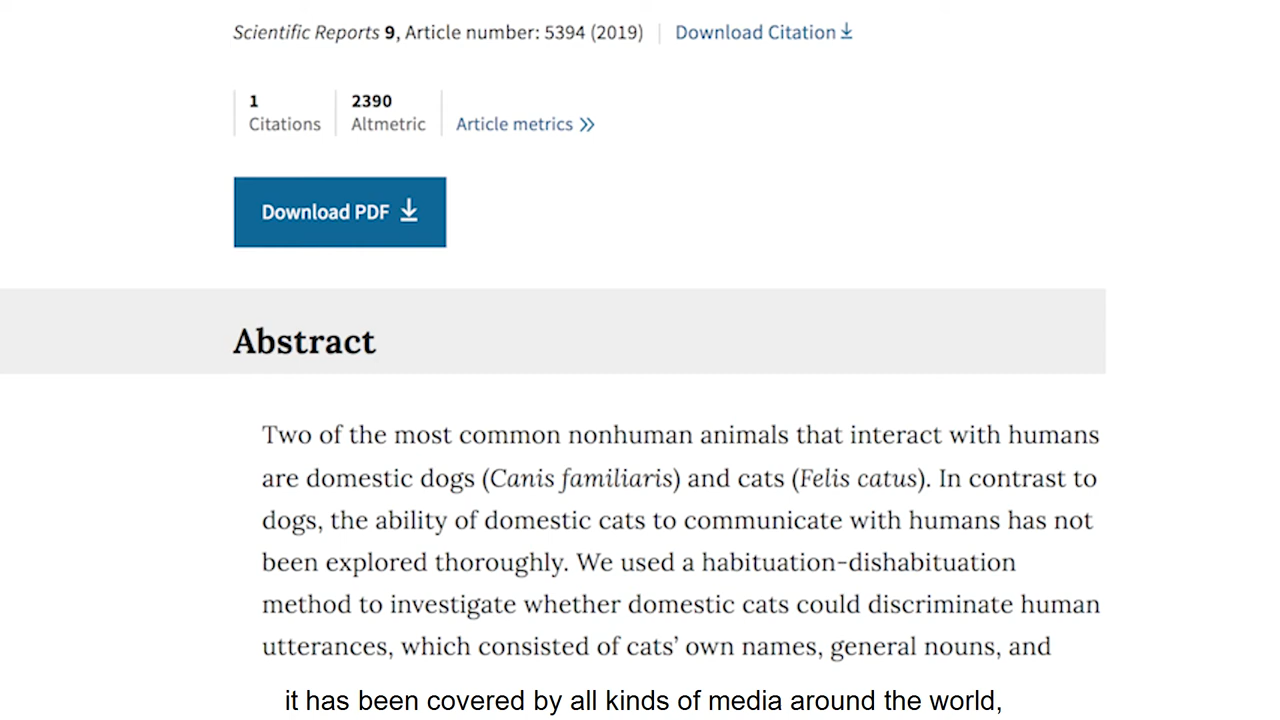 Scientific Reports 9, Article number: 5394 (2019) | Download Citation
1 2390
Citations Altmetric Article metrics
Download PDF
Abstract
Two of the most common nonhuman animals that interact with humans
are domestic dogs (Canis familiaris) and cats (Felis catus). In contrast to
dogs, the ability of domestic cats to communicate with humans has not
been explored thoroughly. We used a habituation-dishabituation
method to investigate whether domestic cats could discriminate human
utterances, which consisted of cats’ own names, general nouns, and
it has been covered by all kinds of media around the world,